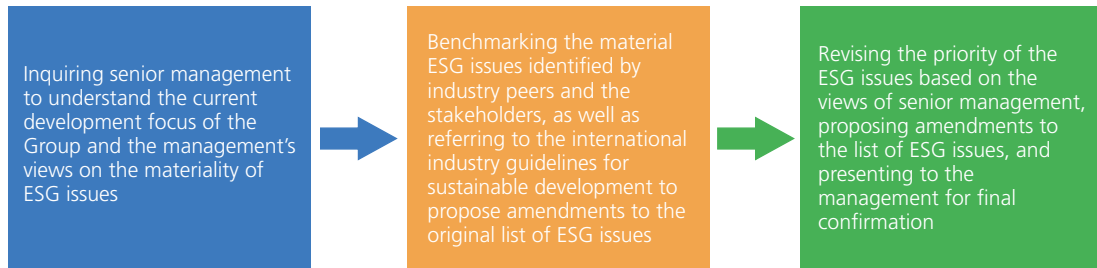 Inquiring senior management
to understand the current
development focus of the
Group and the management's
views on the materiality of
ESG issues
Benchmarking the material
ESG issues identified by
industry peers and the
stakeholders, as well as
referring to the international
industry guidelines for
sustainable development to
propose amendments to the
original list of ESG issues
Revising the priority of the
ESG issues based on the
views of senior management,
proposing amendments to
the list of ESG issues, and
presenting to the
management for final
confirmation